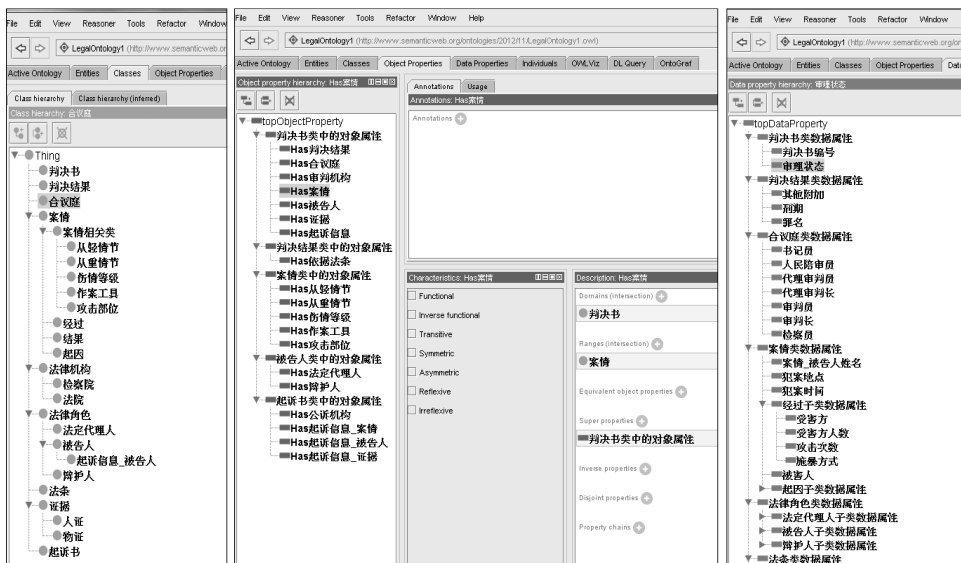 File Edit View Reasoner Tools Refactor Window
LegalOntology1 (http://www.semanticweb.or
Active Ontology Entities Classes Object Properties
Class hierarchy Class hierarchy (inferred)
Class hierarchy: 合议庭
Thing
判决书
判决结果
合议庭
案情
案情相关类
从轻情节
从重情节
伤情等级
作案工具
攻击部位
经过
结果
起因
法律机构
检察院
法院
法律角色
法定代理人
被告人
起诉信息_被告人
辩护人
法条
证据
人证
物证
起诉书
File Edit View Reasoner Tools Refactor Window Help
LegalOntology1 (http://www.semanticweb.org/ontologies/2012/11/LegalOntology1.owl)
Active Ontology Entities Classes Object Properties Data Properties Individuals OWLViz DL Query OntoGraf
Object property hierarchy: Has案情
topObjectProperty
判决书类中的对象属性
Has判决结果
Has合议庭
Has审判机构
Has案情
Has被告人
Has证据
Has起诉信息
判决结果类中的对象属性
Has依据法条
案情类中的对象属性
Has从轻情节
Has从重情节
Has伤情等级
Has作案工具
Has攻击部位
被告人类中的对象属性
Has法定代理人
Has辩护人
起诉书类中的对象属性
Has公诉机构
Has起诉信息_案情
Has起诉信息_被告人
Has起诉信息_证据
Annotations Usage
Annotations: Has案情
Annotations
Characteristics: Has案情
Functional
Inverse functional
Transitive
Symmetric
Asymmetric
Reflexive
Irreflexive
Description: Has案情
Domains (intersection)
判决书
Ranges (intersection)
案情
Equivalent object properties
Super properties
判决书类中的对象属性
Inverse properties
Disjoint properties
Property chains
File Edit View Reasoner Tools Refactor Window
LegalOntology1 (http://www.semanticweb.org/on
Active Ontology Entities Classes Object Properties Data
Data property hierarchy: 审理状态
topDataProperty
判决书类数据属性
判决书编号
审理状态
判决结果类数据属性
其他附加
刑期
罪名
合议庭类数据属性
书记员
人民陪审员
代理审判员
代理审判长
审判员
审判长
检察员
案情类数据属性
案情_被告人姓名
犯案地点
犯案时间
经过子类数据属性
受害方
受害方人数
攻击次数
施暴方式
被害人
起因子类数据属性
法律角色类数据属性
法定代理人子类数据属性
被告人子类数据属性
辩护人子类数据属性
法条类数据属性